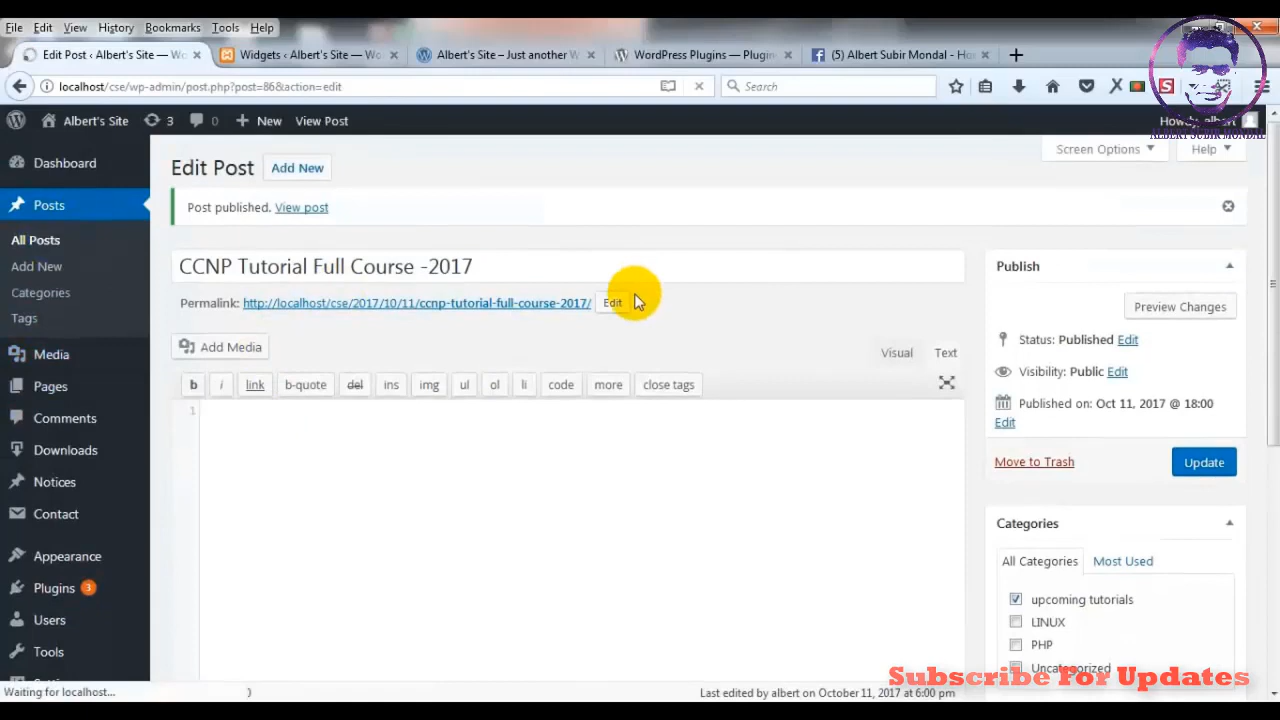 File Edit View History Bookmarks Tools Help
Edit Post ‹ Albert's Site — Wo
Widgets ‹ Albert's Site — Wo
Albert's Site – Just another W
WordPress Plugins — Plugin
(5) Albert Subir Mondal - Ho
localhost/cse/wp-admin/post.php?post=86&action=edit
Search
Albert's Site 3 0 New View Post
Howdy, albert
ALBERT SUBIR MONDAL
Dashboard
Posts
All Posts
Add New
Categories
Tags
Media
Pages
Comments
Downloads
Notices
Contact
Appearance
Plugins 3
Users
Tools
Screen Options Help
Edit Post Add New
Post published. View post
CCNP Tutorial Full Course -2017
Permalink: http://localhost/cse/2017/10/11/ccnp-tutorial-full-course-2017/ Edit
Add Media
Visual Text
b i link b-quote del ins img ul ol li code more close tags
1
Publish
Preview Changes
Status: Published Edit
Visibility: Public Edit
Published on: Oct 11, 2017 @ 18:00
Edit
Move to Trash Update
Categories
All Categories Most Used
upcoming tutorials
LINUX
PHP
Uncategorized
Subscribe For Updates
Waiting for localhost...
Last edited by albert on October 11, 2017 at 6:00 pm